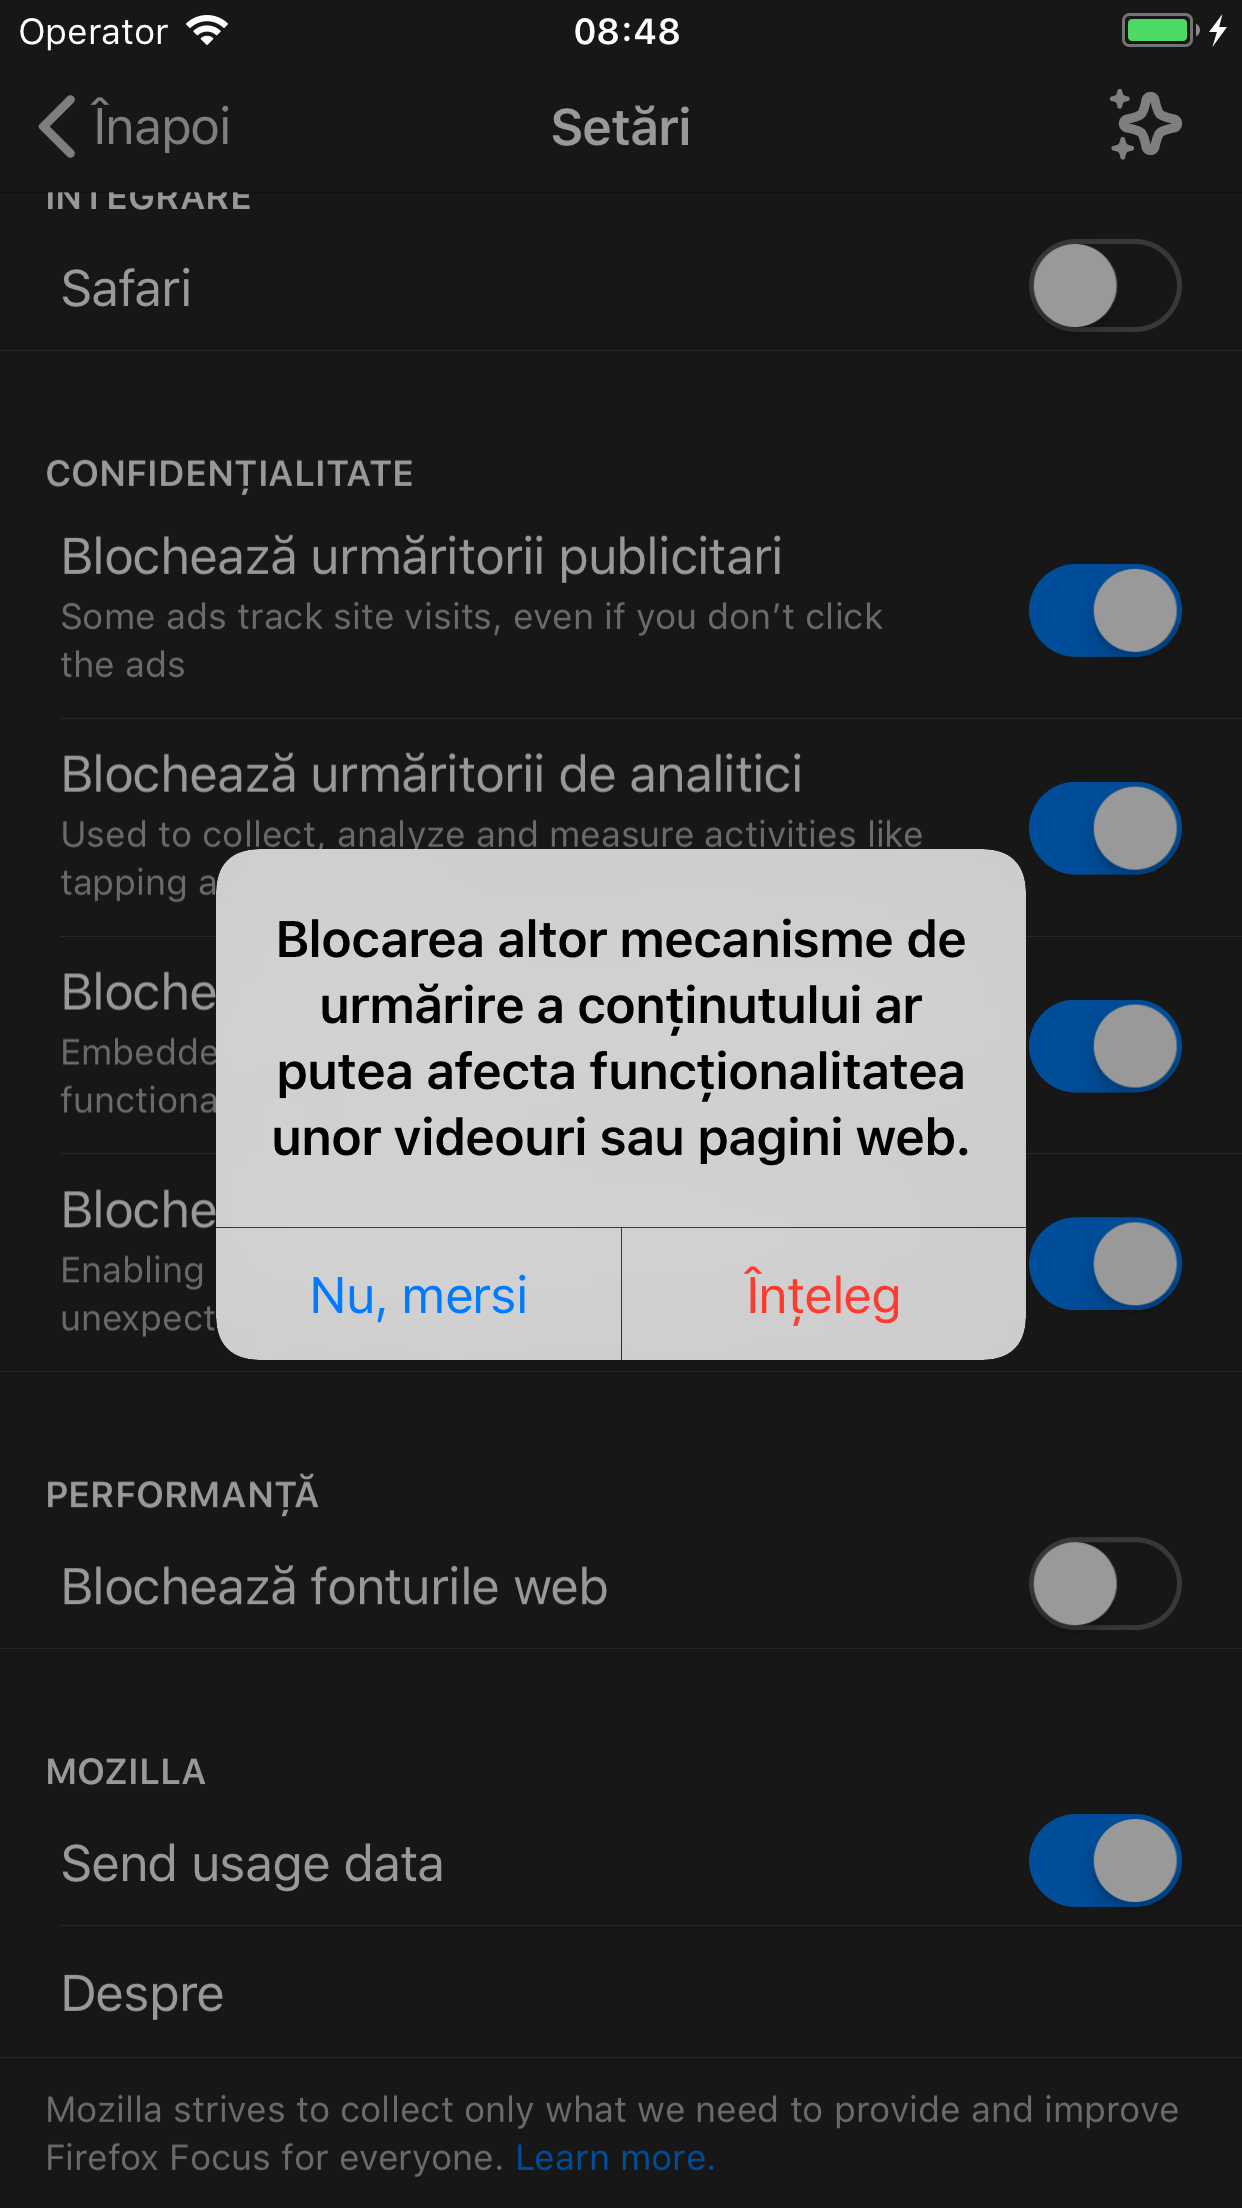 Operator
08:48
Înapoi
Setări
INTEGRARE
Safari
CONFIDENȚIALITATE
Blochează urmăritorii publicitari
Some ads track site visits, even if you don’t click
the ads
Blochează urmăritorii de analitici
Used to collect, analyze and measure activities like
tapping a
Bloche
Embedde
functiona
Bloche
Enabling
unexpect
Blocarea altor mecanisme de
urmărire a conținutului ar
putea afecta funcționalitatea
unor videouri sau pagini web.
Nu, mersi
Înțeleg
PERFORMANȚĂ
Blochează fonturile web
MOZILLA
Send usage data
Despre
Mozilla strives to collect only what we need to provide and improve
Firefox Focus for everyone. Learn more.